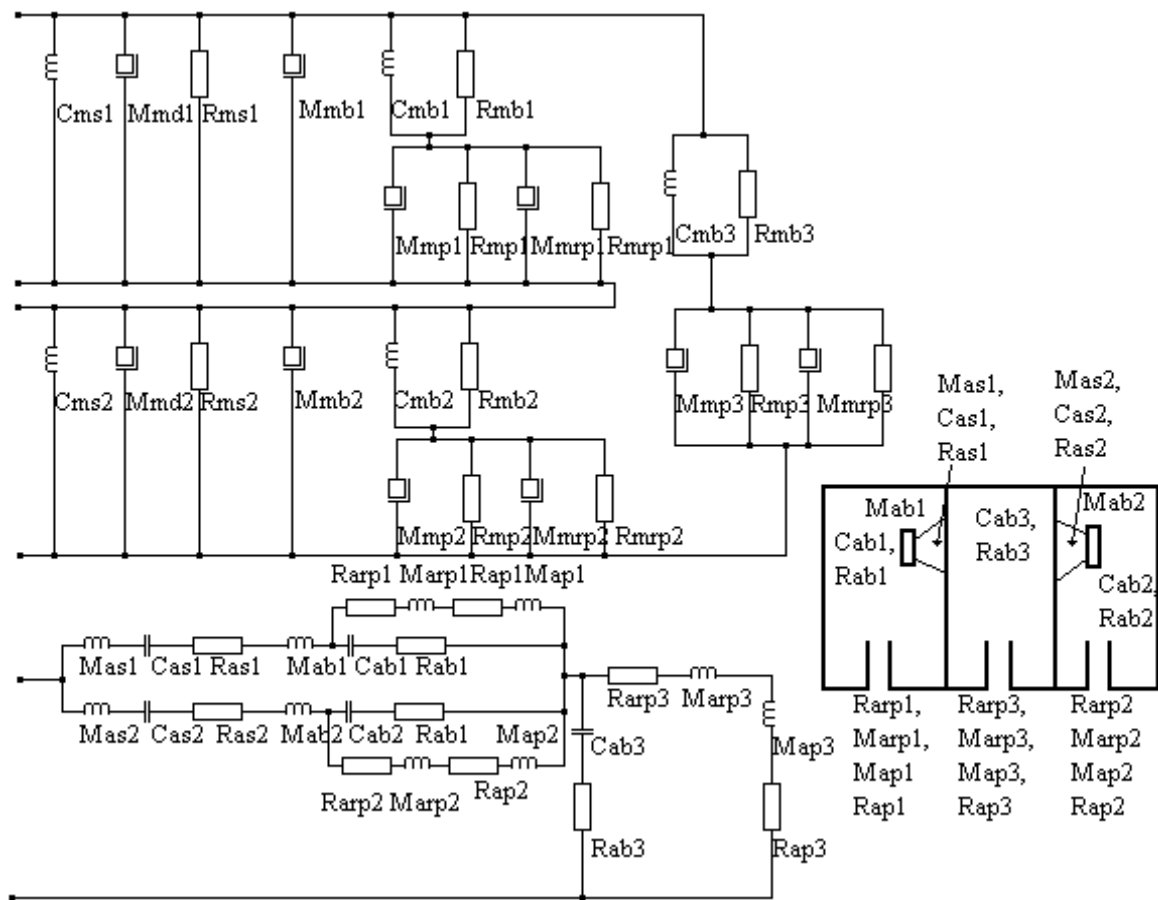 Cms1 Mmd1 Rms1 Mmb1 Cmb1 Rmb1
Mmp1 Rmp1 Mmrp1 Rmrp1
Cmb3 Rmb3
Cms2 Mmd2 Rms2 Mmb2 Cmb2 Rmb2
Mmp3 Rmp3 Mmrp3
Mmp2 Rmp2 Mmrp2 Rmrp2
Rarp1 Marp1 Rap1 Map1
Mas1 Cas1 Ras1 Mab1 Cab1 Rab1
Mas2 Cas2 Ras2 Mab2 Cab2 Rab1 Map2
Rarp2 Marp2 Rap2
Rarp3 Marp3
Cab3 Map3
Rab3 Rap3
Mas1,
Cas1,
Ras1
Mas2,
Cas2,
Ras2
Mab1
Cab1,
Rab1
Cab3,
Rab3
Mab2
Cab2,
Rab2
Rarp1,
Marp1,
Map1
Rap1
Rarp3,
Marp3,
Map3,
Rap3
Rarp2
Marp2
Map2
Rap2